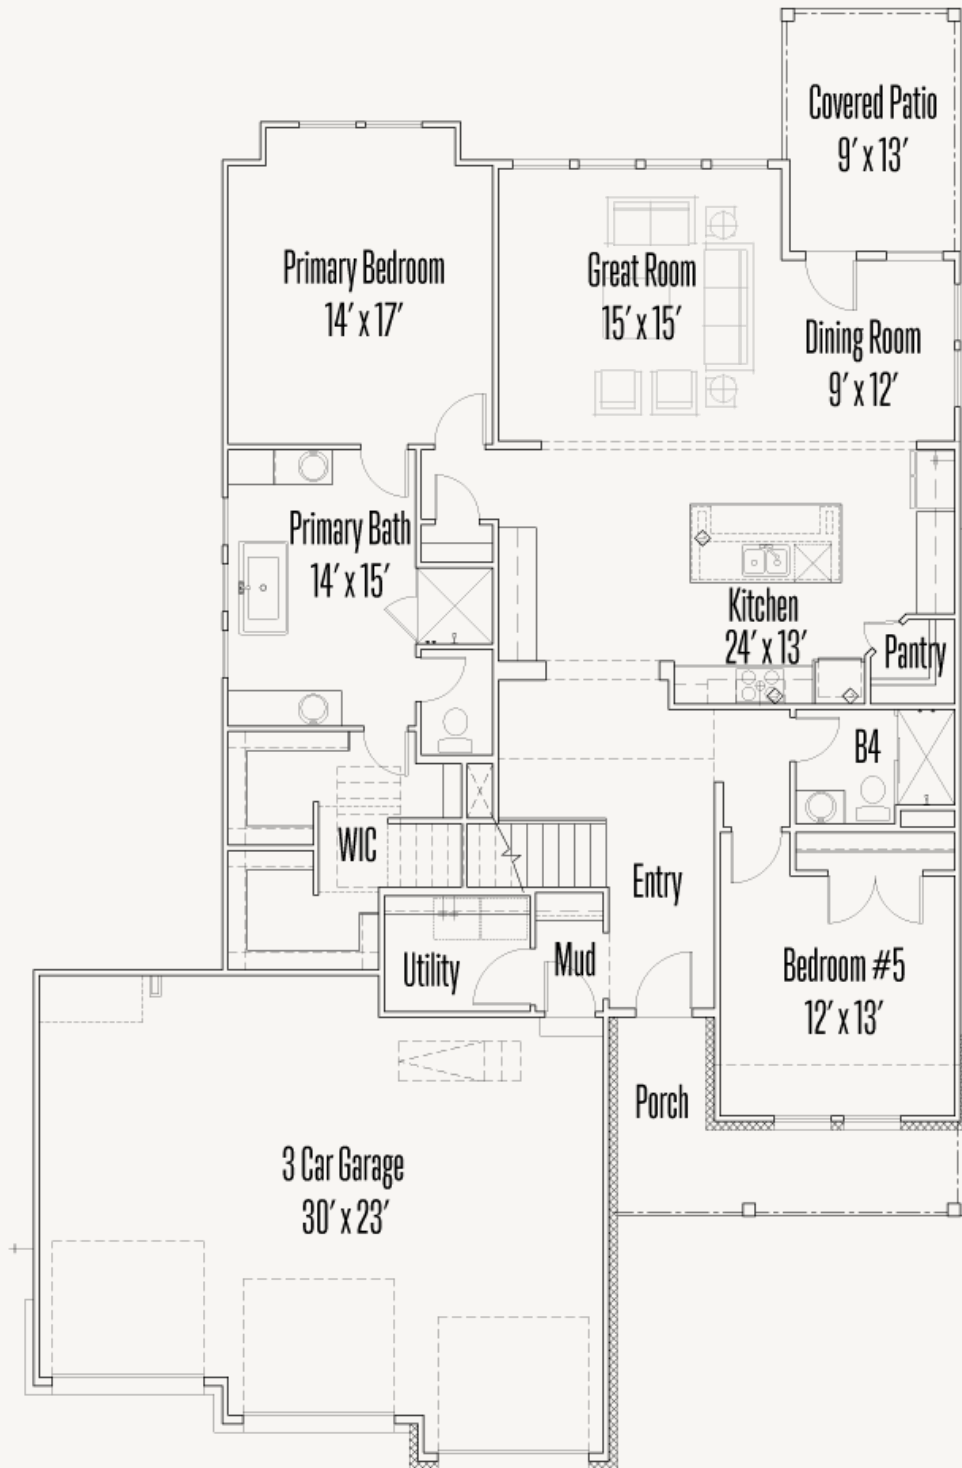 Covered Patio
9′ x 13′
Primary Bedroom
14′ x 17′
Great Room
15′ x 15′
Dining Room
9′ x 12′
Primary Bath
14′ x 15′
Kitchen
24′ x 13′
Pantry
B4
WIC
Entry
Utility
Mud
Bedroom #5
12′ x 13′
Porch
3 Car Garage
30′ x 23′